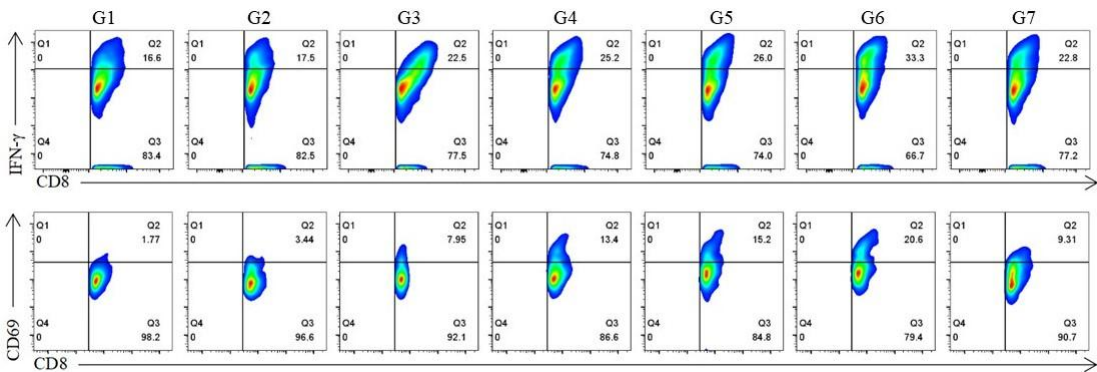 G1 G2 G3 G4 G5 G6 G7
Q1 Q2 Q1 Q2 Q1 Q2 Q1 Q2 Q1 Q2 Q1 Q2 Q1 Q2
0 16.6 0 17.5 0 22.5 0 25.2 0 26.0 0 33.3 0 22.8
IFN-γ
Q4 Q3 Q4 Q3 Q4 Q3 Q4 Q3 Q4 Q3 Q4 Q3 Q4 Q3
0 83.4 0 82.5 0 77.5 0 74.8 0 74.0 0 66.7 0 77.2
CD8
Q1 Q2 Q1 Q2 Q1 Q2 Q1 Q2 Q1 Q2 Q1 Q2 Q1 Q2
0 1.77 0 3.44 0 7.95 0 13.4 0 15.2 0 20.6 0 9.31
CD69
Q4 Q3 Q4 Q3 Q4 Q3 Q4 Q3 Q4 Q3 Q4 Q3 Q4 Q3
0 98.2 0 96.6 0 92.1 0 86.6 0 84.8 0 79.4 0 90.7
CD8